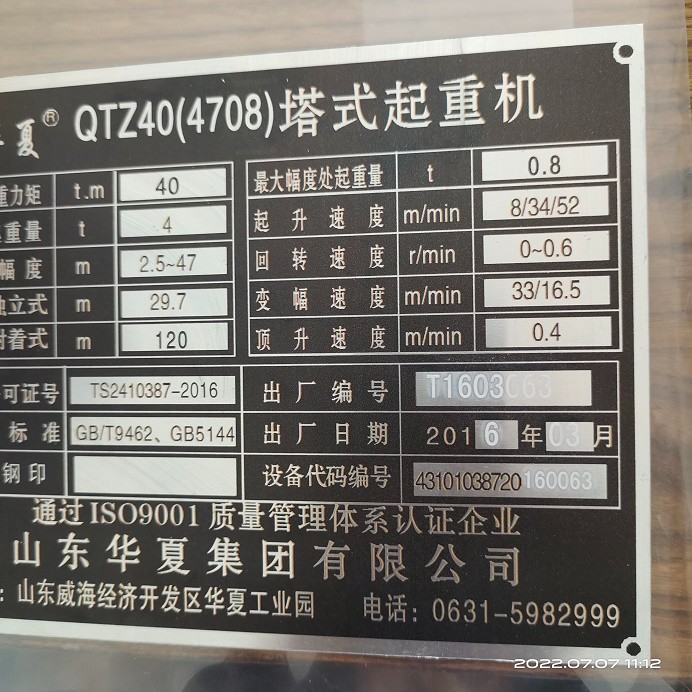 夏® QTZ40(4708)塔式起重机
重力矩 t.m 40 最大幅度处起重量 t 0.8
重量 t 4 起升速度 m/min 8/34/52
幅度 m 2.5~47 回转速度 r/min 0~0.6
独立式 m 29.7 变幅速度 m/min 33/16.5
附着式 m 120 顶升速度 m/min 0.4
可证号 TS2410387-2016 出厂编号 T1603063
标准 GB/T9462、GB5144 出厂日期 2016年03月
钢印 设备代码编号 43101038720160063
通过ISO9001质量管理体系认证企业
山东华夏集团有限公司
: 山东威海经济开发区华夏工业园 电话: 0631-5982999
2022.07.07 11:12